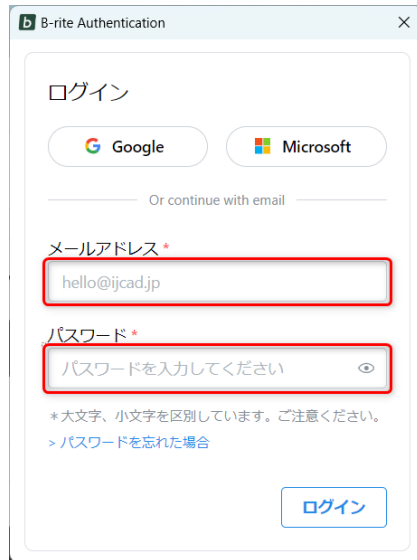 b B-rite Authentication
ログイン
Google Microsoft
Or continue with email
メールアドレス *
hello@ijcad.jp
パスワード *
パスワードを入力してください
*大文字、小文字を区別しています。ご注意ください。
> パスワードを忘れた場合
ログイン